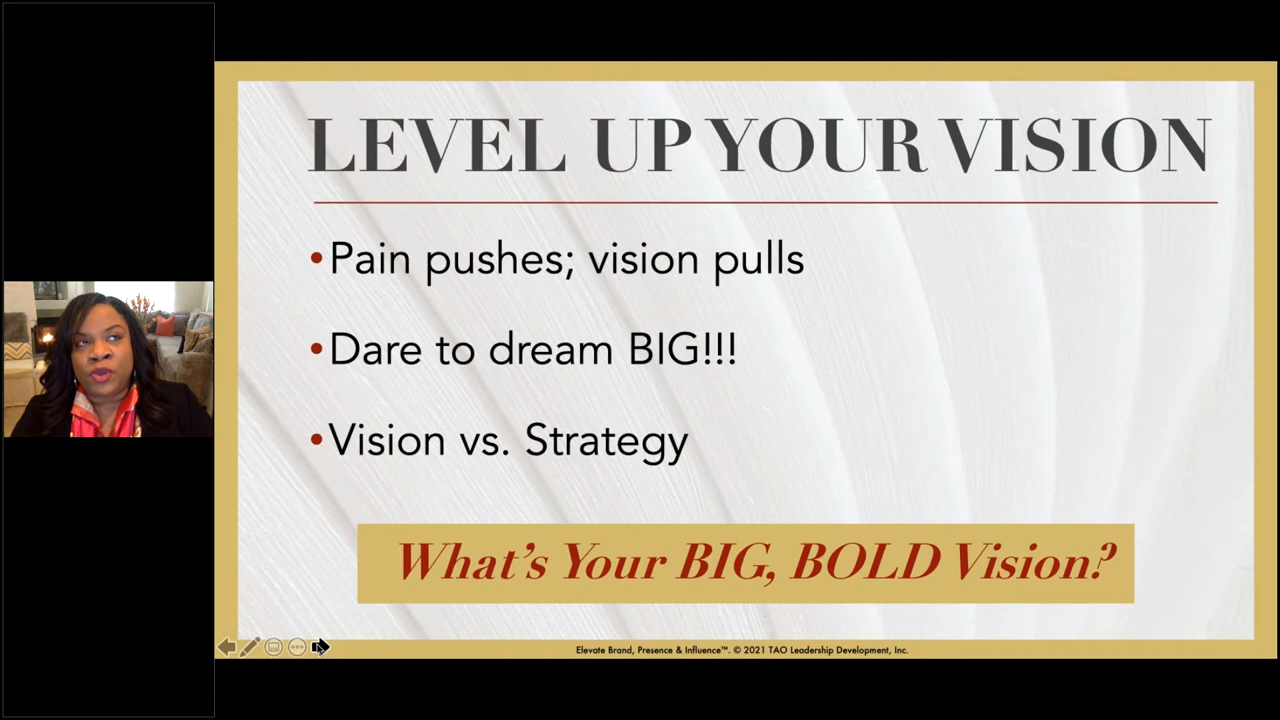 LEVEL UP YOUR VISION
•Pain pushes; vision pulls
•Dare to dream BIG!!!
•Vision vs. Strategy
What's Your BIG, BOLD Vision?
Elevate Brand, Presence & Influence™. © 2021 TAO Leadership Development, Inc.